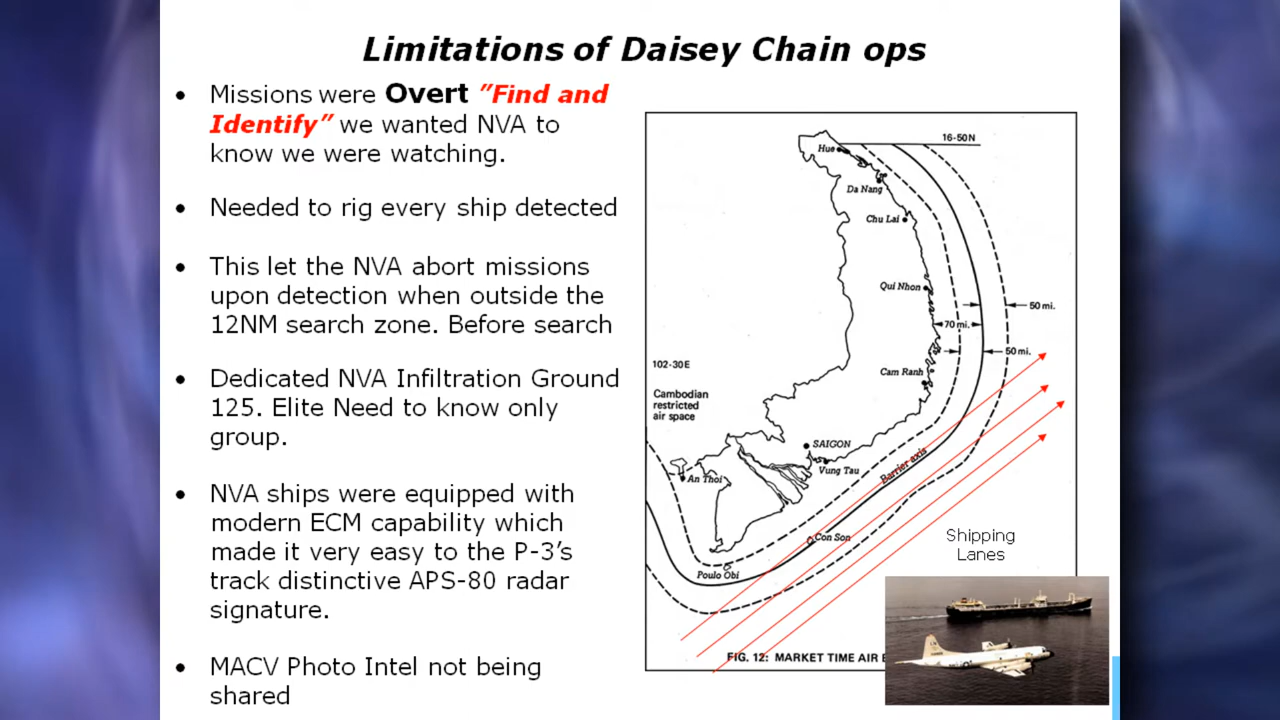 Limitations of Daisey Chain ops
• Missions were Overt ”Find and
Identify” we wanted NVA to
know we were watching.
• Needed to rig every ship detected
• This let the NVA abort missions
upon detection when outside the
12NM search zone. Before search
• Dedicated NVA Infiltration Ground
125. Elite Need to know only
group.
• NVA ships were equipped with
modern ECM capability which
made it very easy to the P-3’s
track distinctive APS-80 radar
signature.
• MACV Photo Intel not being
shared
16-50N
Hue
Da Nang
Chu Lai
Qui Nhon
50 mi.
70 mi.
50 mi.
102-30E
Cam Ranh
Cambodian
restricted
air space
SAIGON
Vung Tau
Barrier axis
An Thoi
Con Son
Poulo Obi
Shipping
Lanes
FIG. 12: MARKET TIME AIR